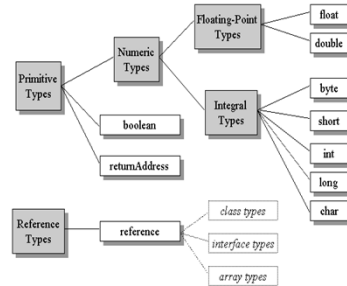 Floating-Point
Types
float
double
Numeric
Types
Primitive
Types
Integral
Types
byte
short
int
long
char
boolean
returnAddress
Reference
Types
reference
class types
interface types
array types